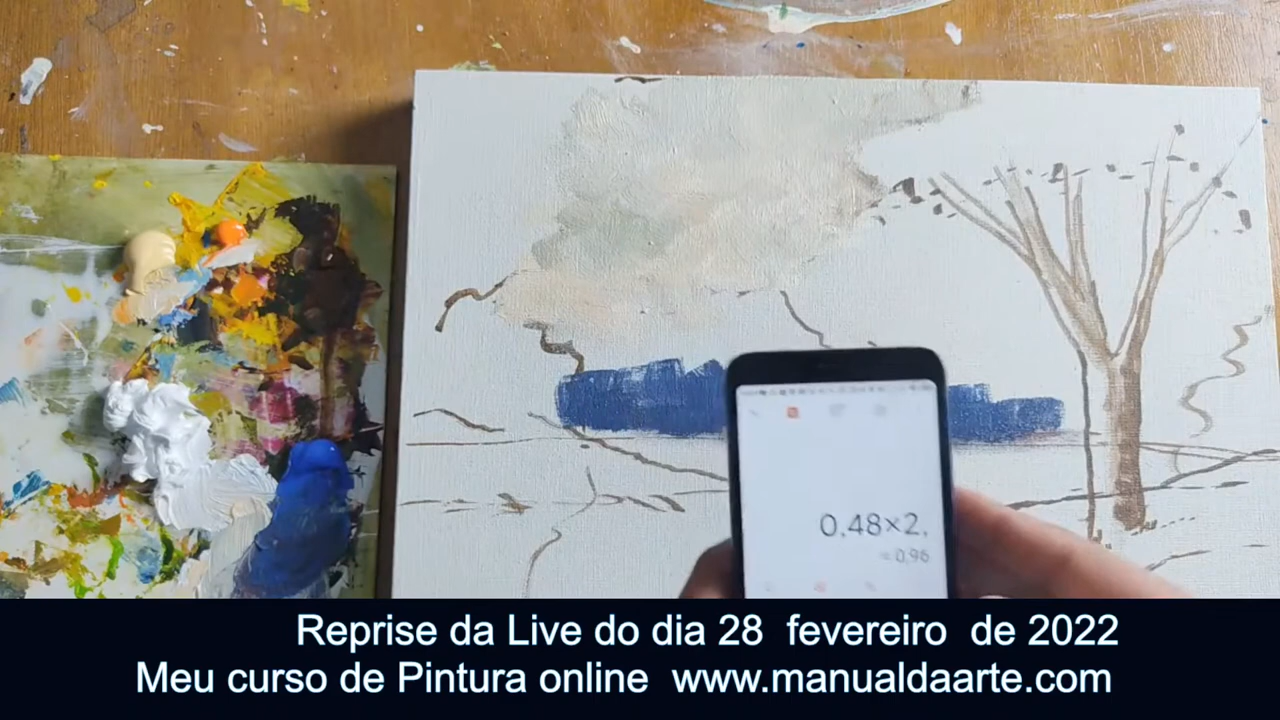 0,48×2,
=0,96
Reprise da Live do dia 28 fevereiro de 2022
Meu curso de Pintura online www.manualdaarte.com